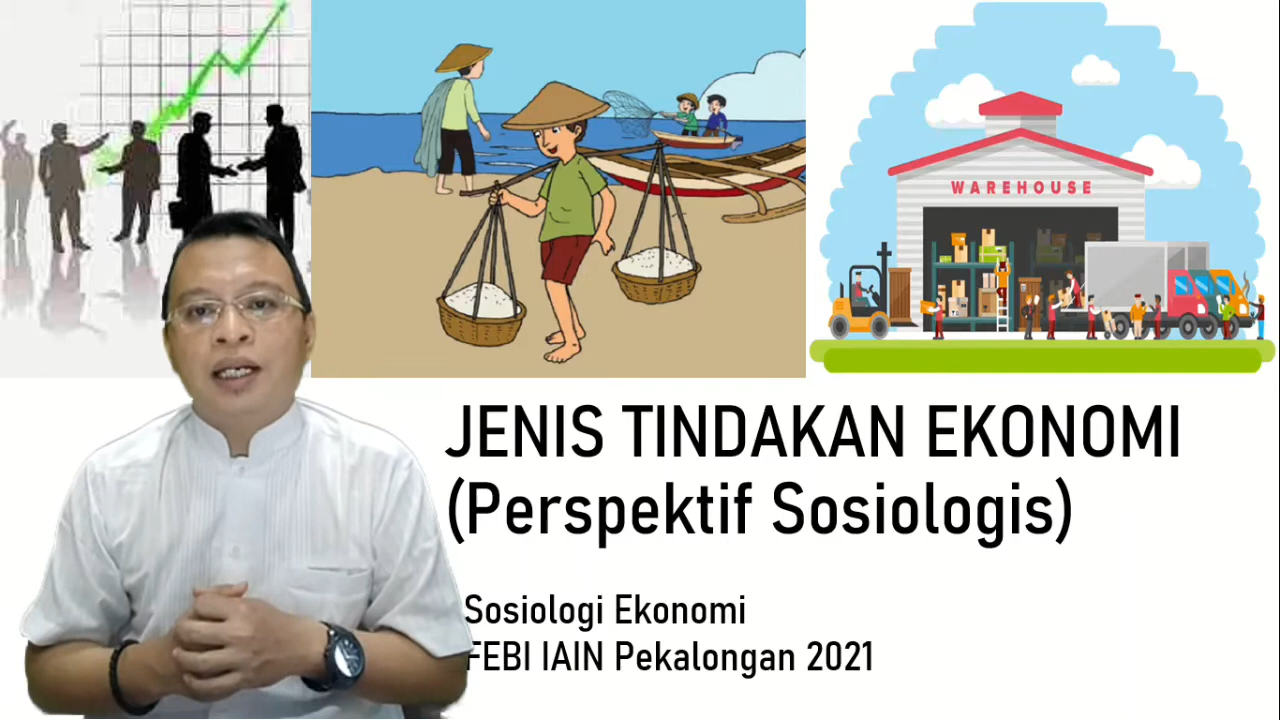 WAREHOUSE
JENIS TINDAKAN EKONOMI
(Perspektif Sosiologis)
Sosiologi Ekonomi
FEBI IAIN Pekalongan 2021